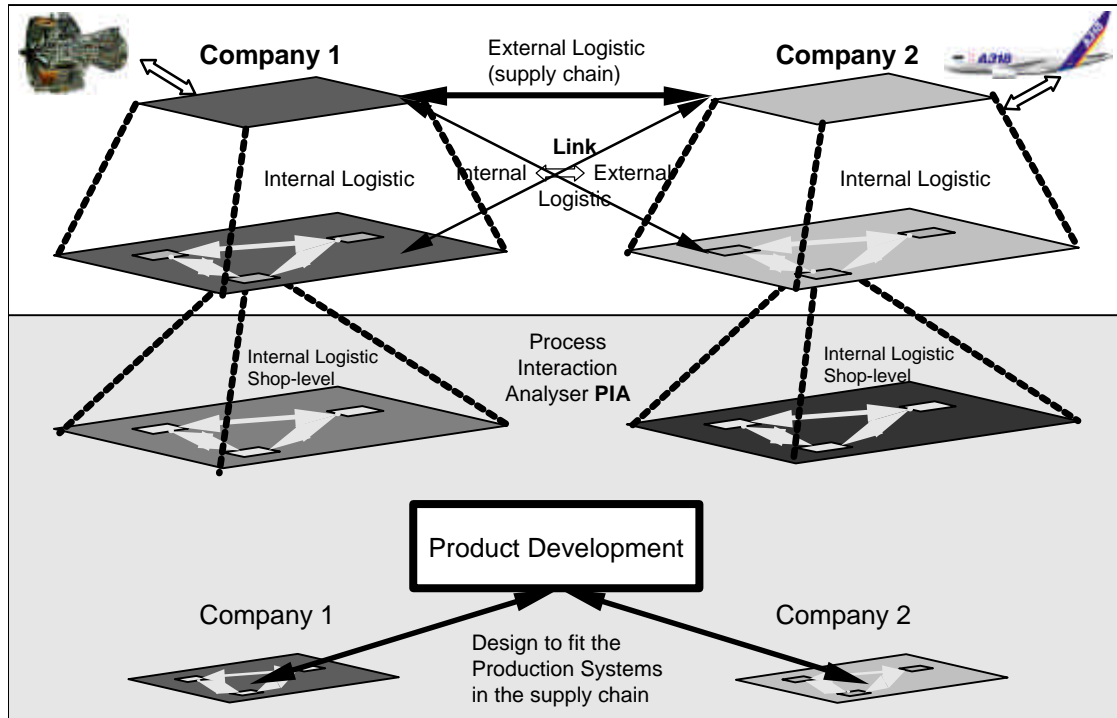 Company 1
External Logistic
(supply chain)
Company 2
A318
A318
Link
Internal
External
Logistic
Internal Logistic
Internal Logistic
Process
Interaction
Analyser PIA
Internal Logistic
Shop-level
Internal Logistic
Shop-level
Product Development
Company 1
Company 2
Design to fit the
Production Systems
in the supply chain